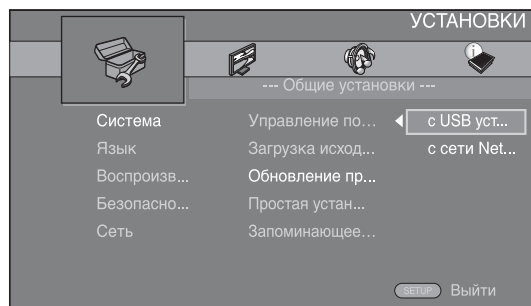 УСТАНОВКИ
--- Общие установки ---
Система Управление по... с USB уст...
Язык Загрузка исход... с сети Net...
Воспроизв... Обновление пр...
Безопасно... Простая устан...
Сеть Запоминающее...
SETUP Выйти